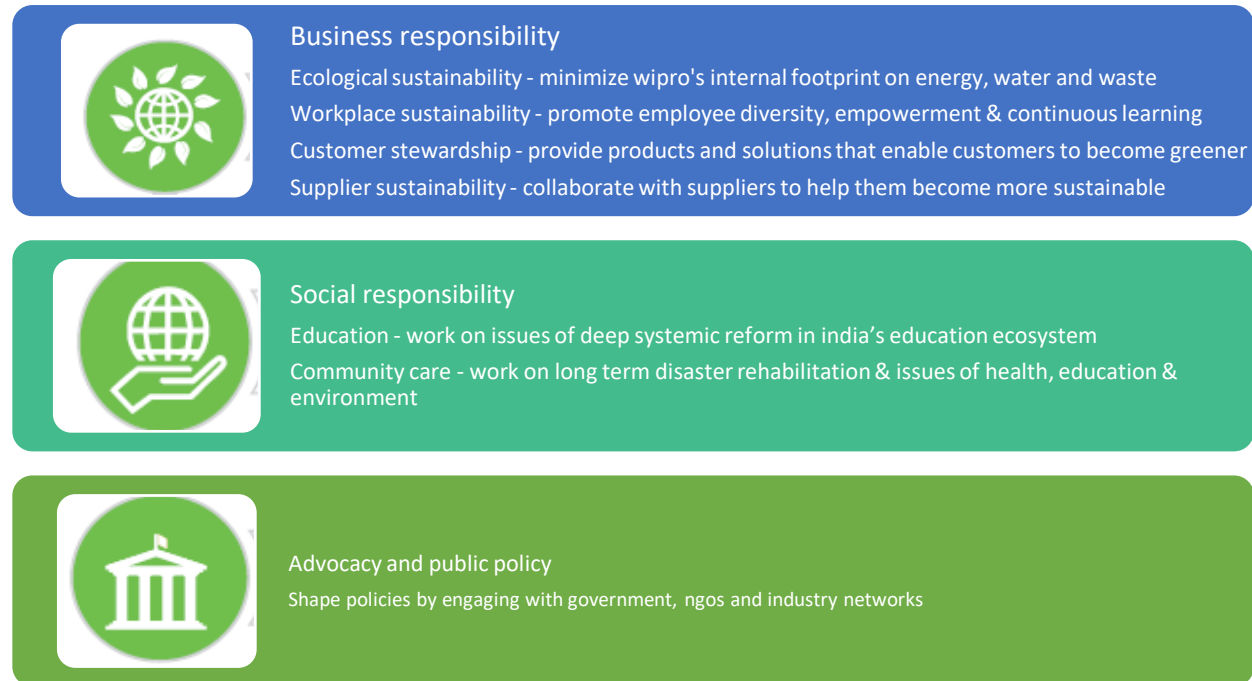 Business responsibility
Ecological sustainability - minimize wipro's internal footprint on energy, water and waste
Workplace sustainability - promote employee diversity, empowerment & continuous learning
Customer stewardship - provide products and solutions that enable customers to become greener
Supplier sustainability - collaborate with suppliers to help them become more sustainable
Social responsibility
Education - work on issues of deep systemic reform in india’s education ecosystem
Community care - work on long term disaster rehabilitation & issues of health, education &
environment
Advocacy and public policy
Shape policies by engaging with government, ngos and industry networks